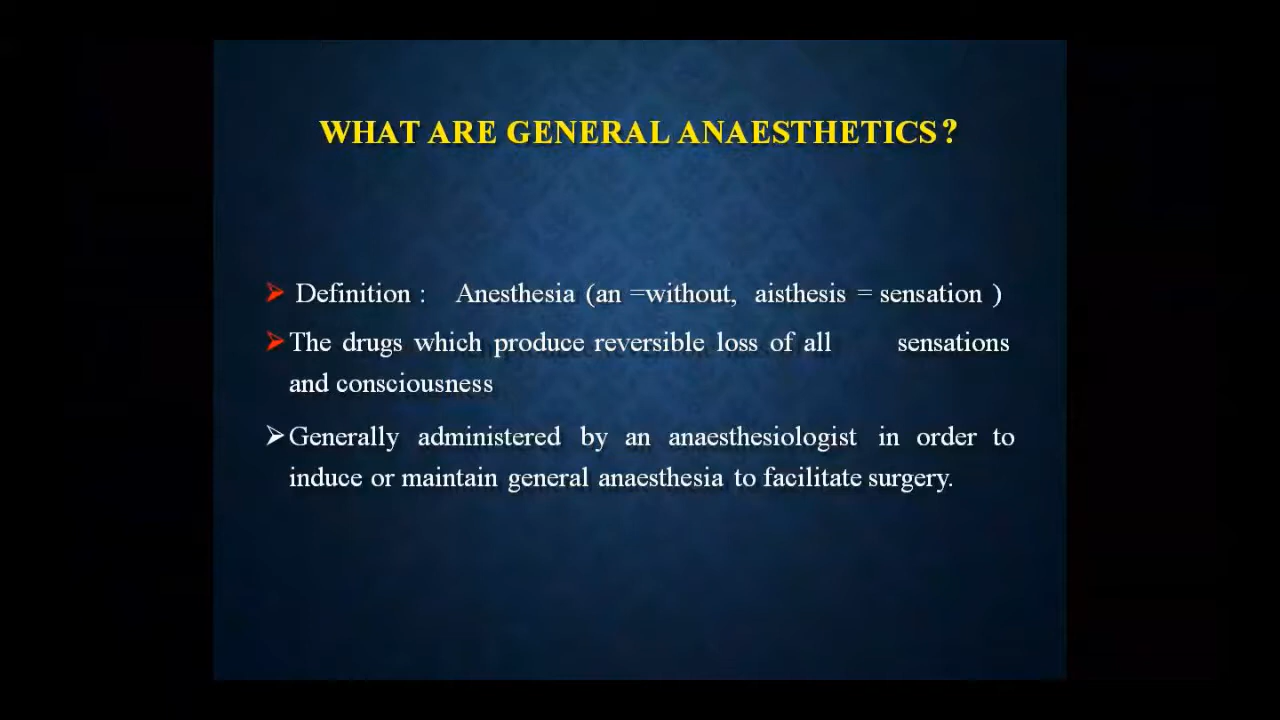 WHAT ARE GENERAL ANAESTHETICS?
➤ Definition : Anesthesia (an =without, aisthesis = sensation )
➤ The drugs which produce reversible loss of all sensations
and consciousness
➤ Generally administered by an anaesthesiologist in order to
induce or maintain general anaesthesia to facilitate surgery.